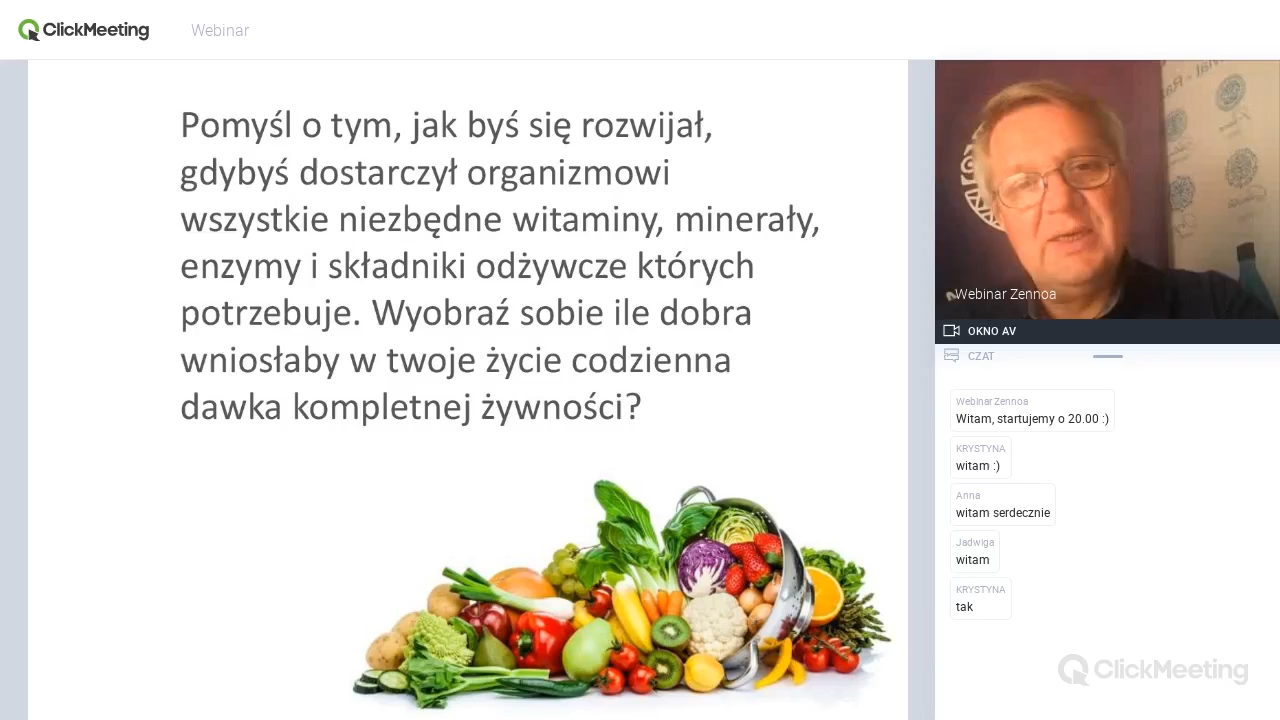 ClickMeeting
Webinar
Pomyśl o tym, jak byś się rozwijał,
gdybyś dostarczył organizmowi
wszystkie niezbędne witaminy, minerały,
enzymy i składniki odżywcze których
potrzebuje. Wyobraź sobie ile dobra
wniosłaby w twoje życie codzienna
dawka kompletnej żywności?
Webinar Zennoa
OKNO AV
CZAT
Webinar Zennoa
Witam, startujemy o 20.00 :)
KRYSTYNA
witam :)
Anna
witam serdecznie
Jadwiga
witam
KRYSTYNA
tak
ClickMeeting